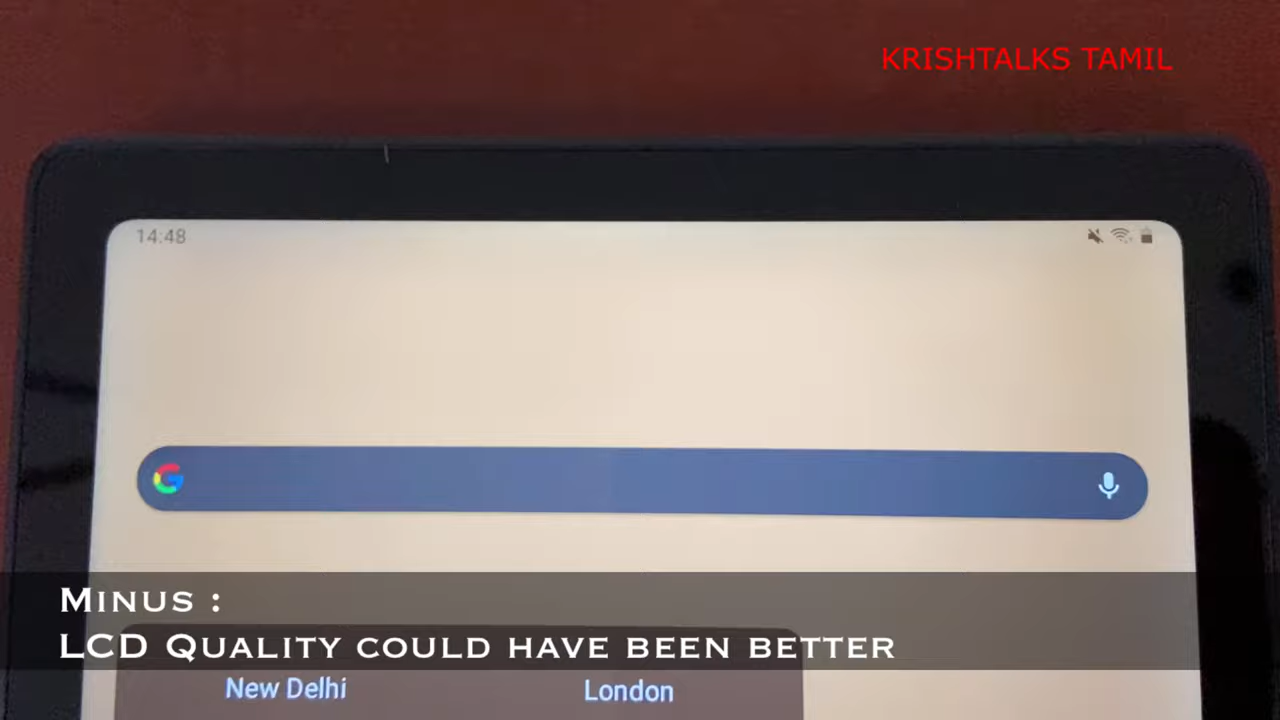 KRISHTALKS TAMIL
14:48
Minus :
LCD Quality could have been better
New Delhi
London